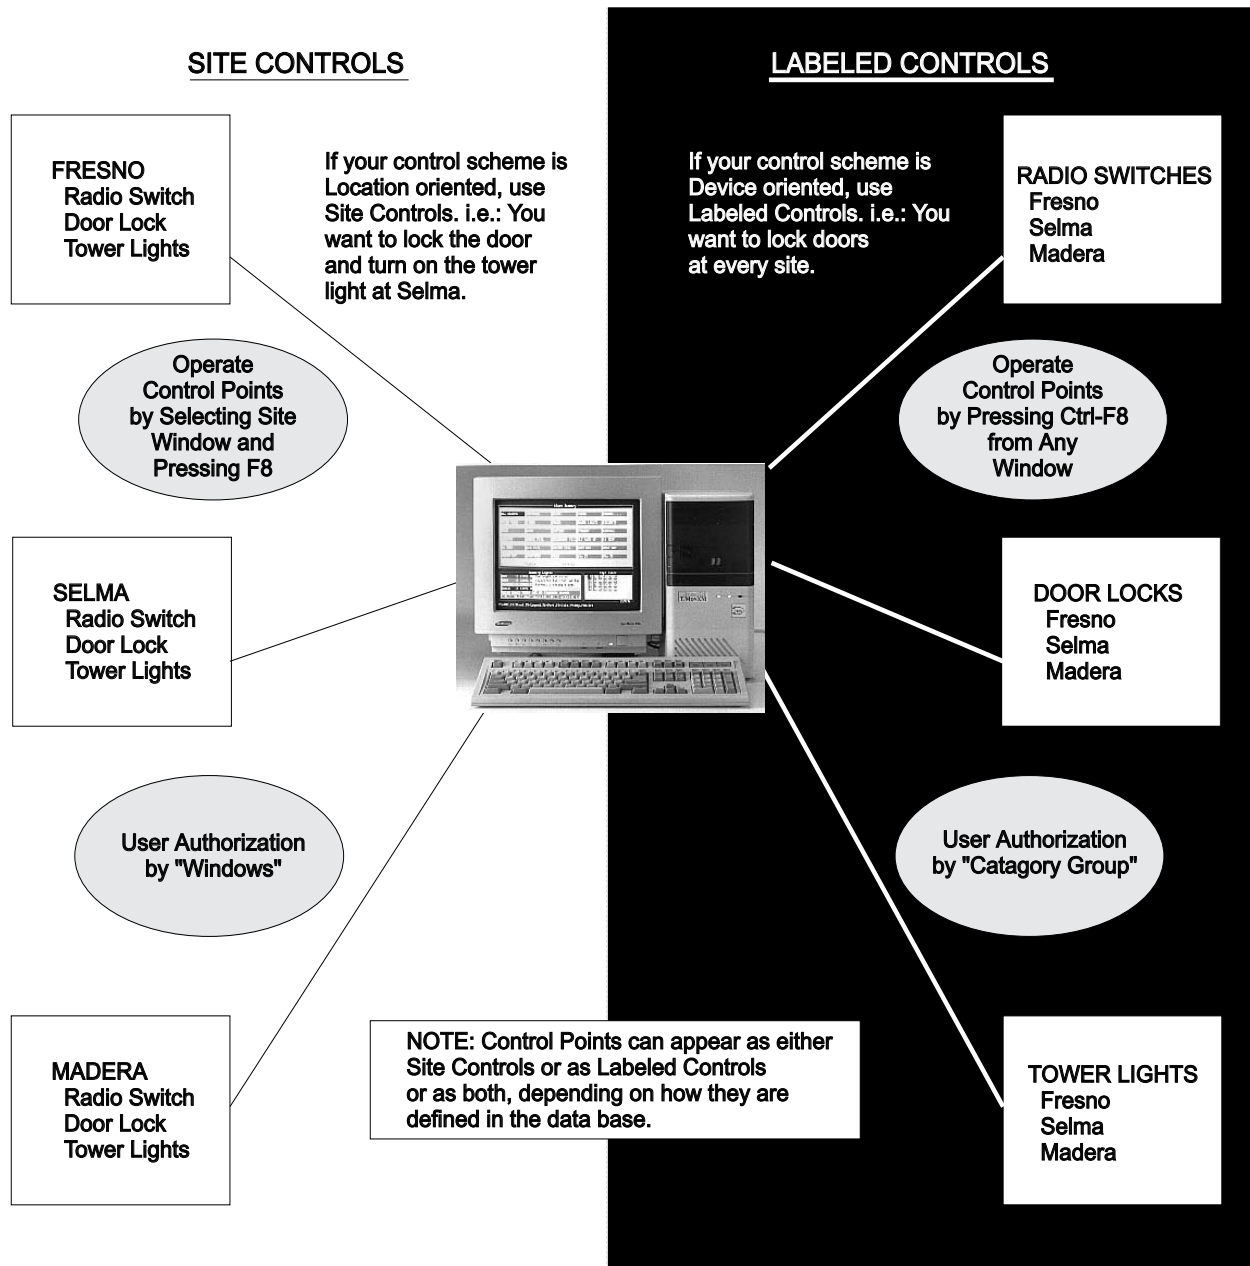 SITE CONTROLS
FRESNO
Radio Switch
Door Lock
Tower Lights
If your control scheme is
Location oriented, use
Site Controls. i.e.: You
want to lock the door
and turn on the tower
light at Selma.
Operate
Control Points
by Selecting Site
Window and
Pressing F8
SELMA
Radio Switch
Door Lock
Tower Lights
User Authorization
by "Windows"
MADERA
Radio Switch
Door Lock
Tower Lights
LABELED CONTROLS
If your control scheme is
Device oriented, use
Labeled Controls. i.e.: You
want to lock doors
at every site.
RADIO SWITCHES
Fresno
Selma
Madera
Operate
Control Points
by Pressing Ctrl-F8
from Any
Window
DOOR LOCKS
Fresno
Selma
Madera
User Authorization
by "Catagory Group"
TOWER LIGHTS
Fresno
Selma
Madera
NOTE: Control Points can appear as either
Site Controls or as Labeled Controls
or as both, depending on how they are
defined in the data base.